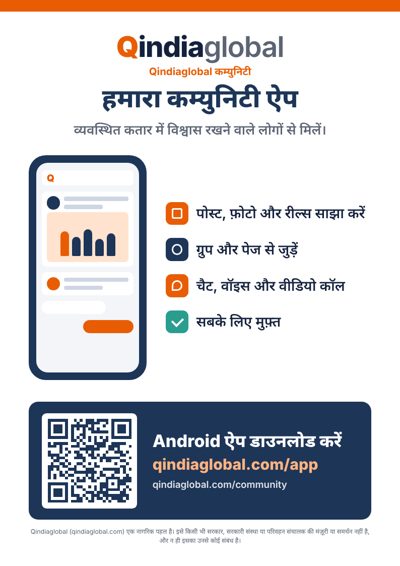 Qindiaglobal
Qindiaglobal कम्युनिटी
हमारा कम्युनिटी ऐप
व्यवस्थित कतार में विश्वास रखने वाले लोगों से मिलें।
Q
पोस्ट, फ़ोटो और रील्स साझा करें
ग्रुप और पेज से जुड़ें
चैट, वॉइस और वीडियो कॉल
सबके लिए मुफ़्त
Android ऐप डाउनलोड करें
qindiaglobal.com/app
qindiaglobal.com/community
Qindiaglobal (qindiaglobal.com) एक नागरिक पहल है। इसे किसी भी सरकार, सरकारी संस्था या परिवहन संचालक की मंज़ूरी या समर्थन नहीं है,
और न ही इसका उनसे कोई संबंध है।